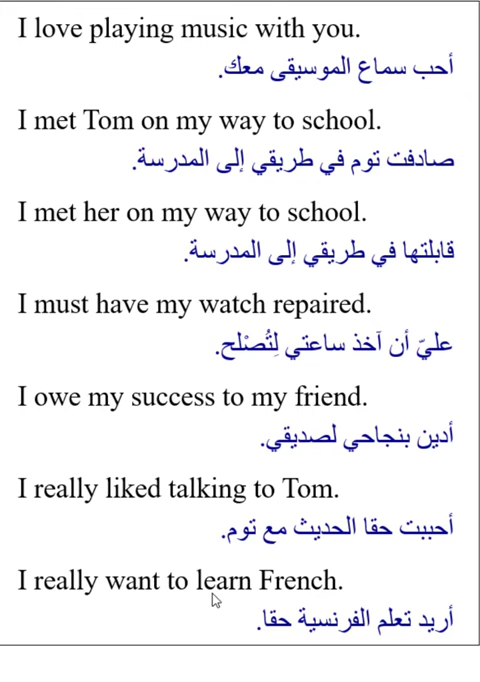 I love playing music with you.
أحب سماع الموسيقى معك.
I met Tom on my way to school.
صادفت توم في طريقي إلى المدرسة.
I met her on my way to school.
قابلتها في طريقي إلى المدرسة.
I must have my watch repaired.
عليّ أن آخذ ساعتي لِتُصْلح.
I owe my success to my friend.
أدين بنجاحي لصديقي.
I really liked talking to Tom.
أحببت حقا الحديث مع توم.
I really want to learn French.
أريد تعلم الفرنسية حقا.